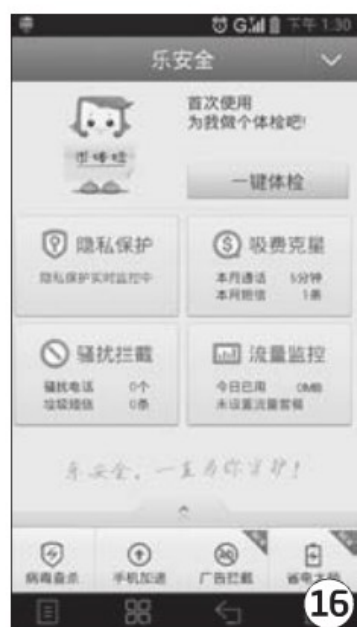 G 下午 1:30
乐安全
首次使用
为我做个体检吧!
一键体检
隐私保护
隐私保护实时监控中
吸费克星
本月通话 5分钟
本月短信 1条
骚扰拦截
骚扰电话 0个
垃圾短信 0条
流量监控
今日已用 0MB
未设置流量套餐
乐安全,一直为你守护!
病毒查杀
手机加速
广告拦截
省电
16